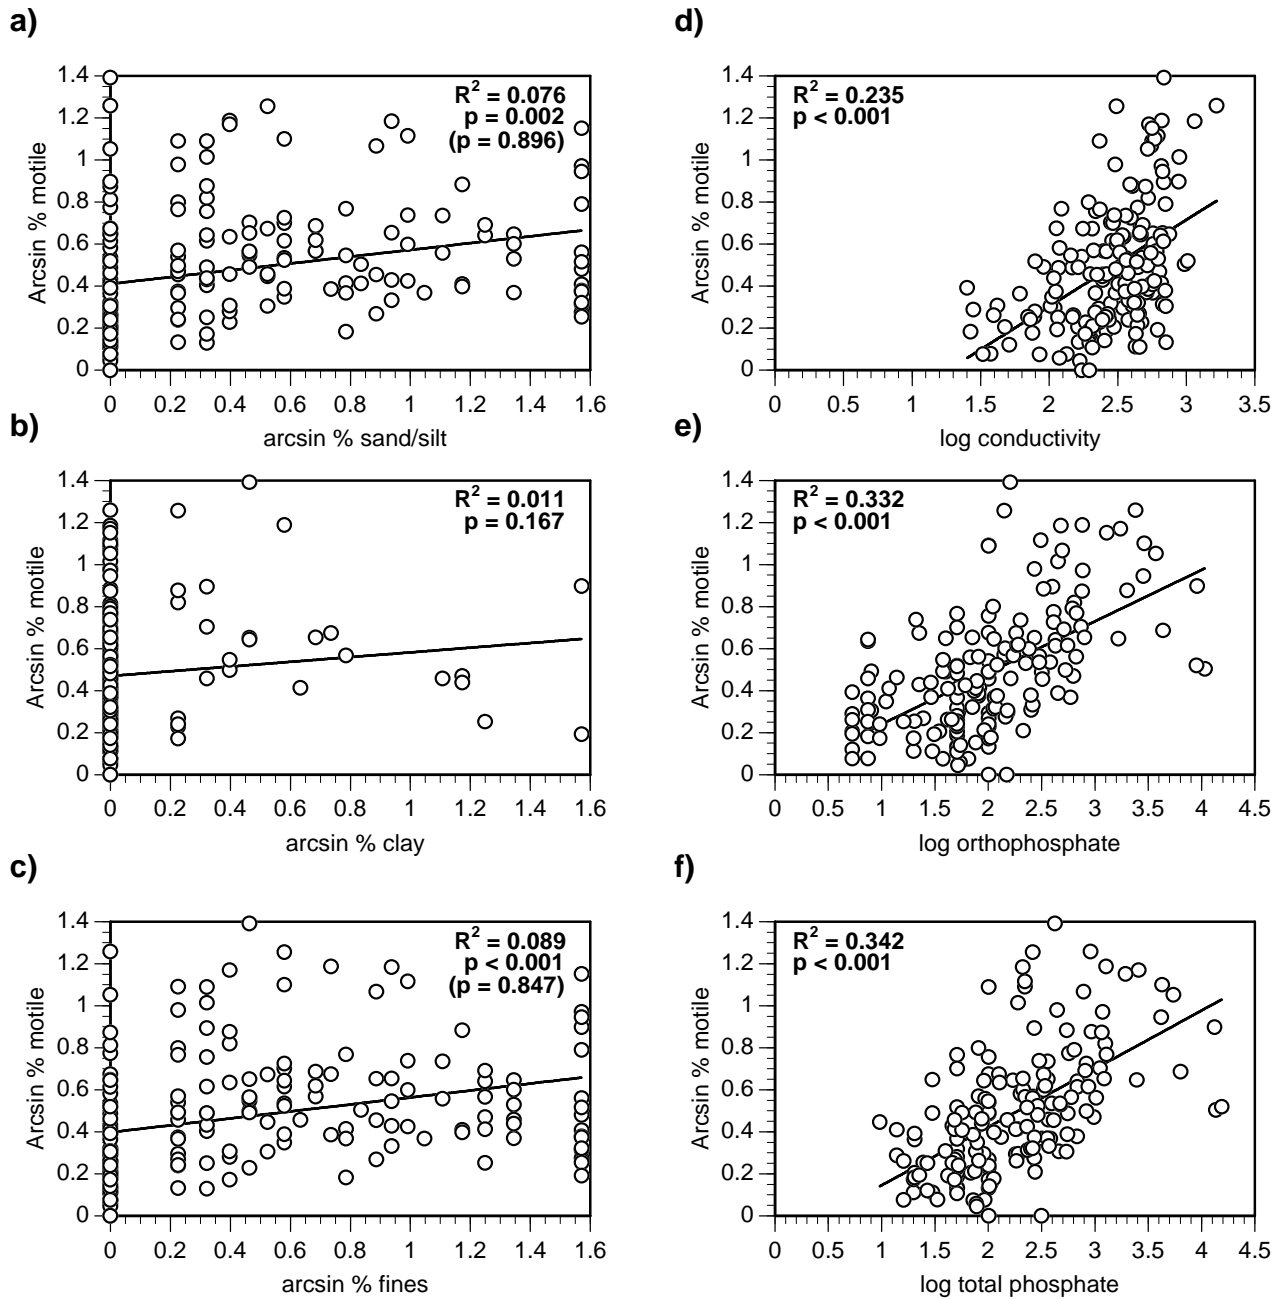 a)
R² = 0.076
p = 0.002
(p = 0.896)
1.4
1.2
1
0.8
0.6
0.4
0.2
0
Arcsin % motile
0 0.2 0.4 0.6 0.8 1 1.2 1.4 1.6
arcsin % sand/silt
b)
R² = 0.011
p = 0.167
1.4
1.2
1
0.8
0.6
0.4
0.2
0
Arcsin % motile
0 0.2 0.4 0.6 0.8 1 1.2 1.4 1.6
arcsin % clay
c)
R² = 0.089
p < 0.001
(p = 0.847)
1.4
1.2
1
0.8
0.6
0.4
0.2
0
Arcsin % motile
0 0.2 0.4 0.6 0.8 1 1.2 1.4 1.6
arcsin % fines
d)
R² = 0.235
p < 0.001
1.4
1.2
1
0.8
0.6
0.4
0.2
0
Arcsin % motile
0 0.5 1 1.5 2 2.5 3 3.5
log conductivity
e)
R² = 0.332
p < 0.001
1.4
1.2
1
0.8
0.6
0.4
0.2
0
Arcsin % motile
0 0.5 1 1.5 2 2.5 3 3.5 4 4.5
log orthophosphate
f)
R² = 0.342
p < 0.001
1.4
1.2
1
0.8
0.6
0.4
0.2
0
Arcsin % motile
0 0.5 1 1.5 2 2.5 3 3.5 4 4.5
log total phosphate